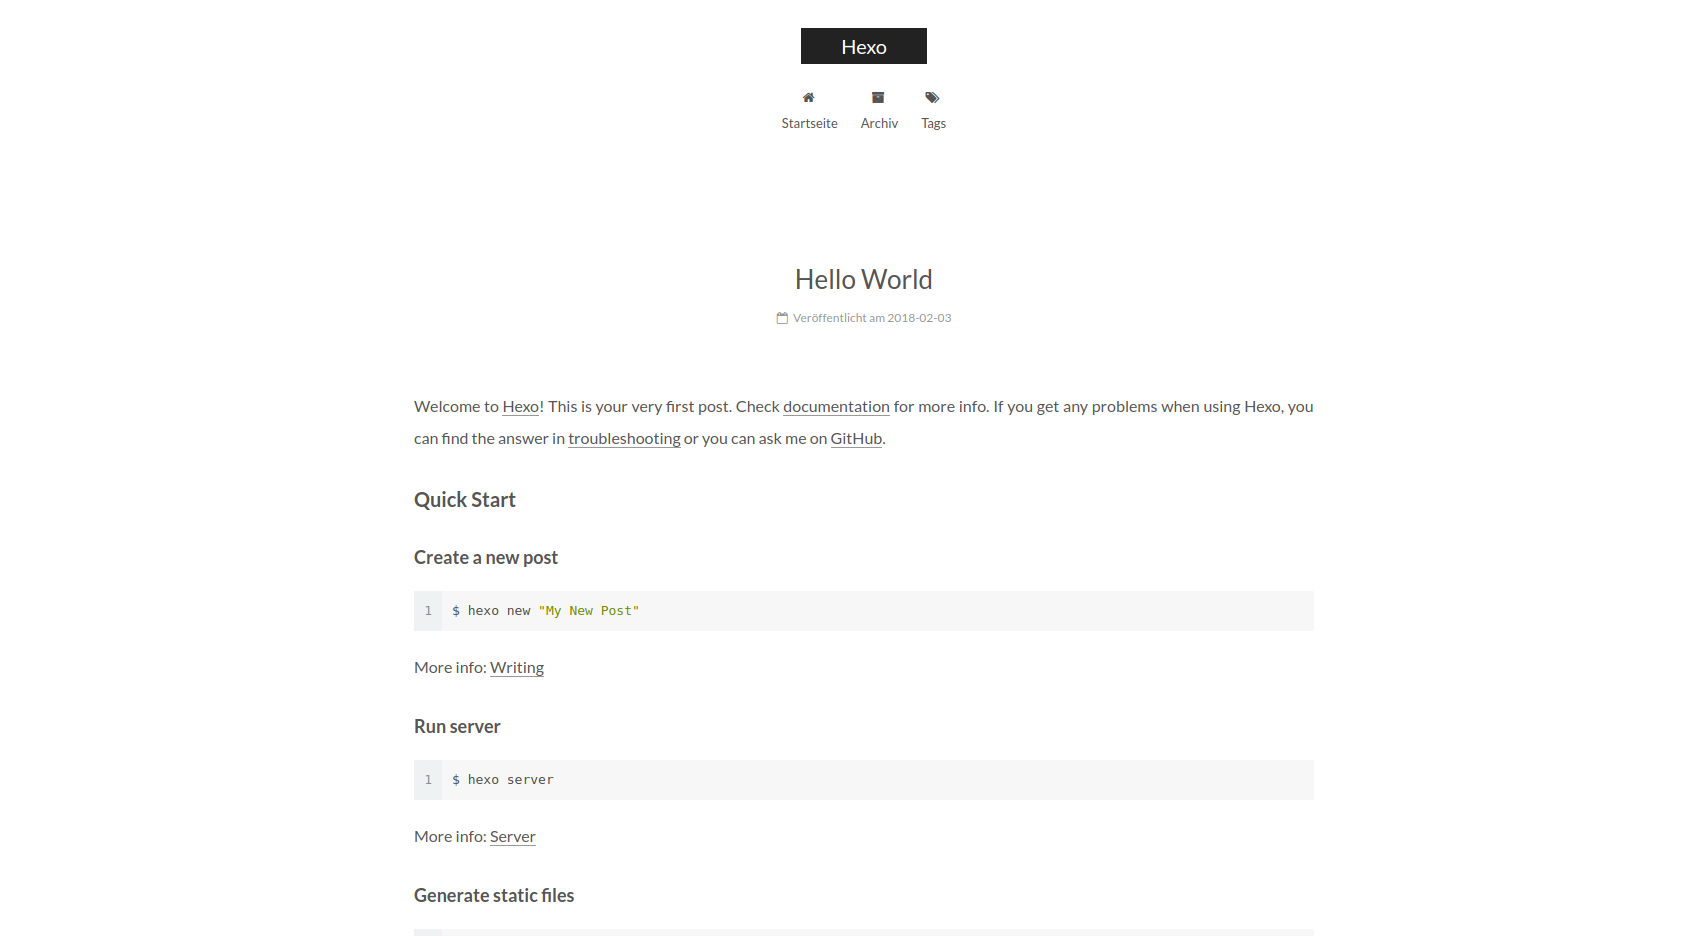 Hexo
Startseite Archiv Tags
Hello World
Veröffentlicht am 2018-02-03
Welcome to Hexo! This is your very first post. Check documentation for more info. If you get any problems when using Hexo, you
can find the answer in troubleshooting or you can ask me on GitHub.
Quick Start
Create a new post
1 $ hexo new "My New Post"
More info: Writing
Run server
1 $ hexo server
More info: Server
Generate static files